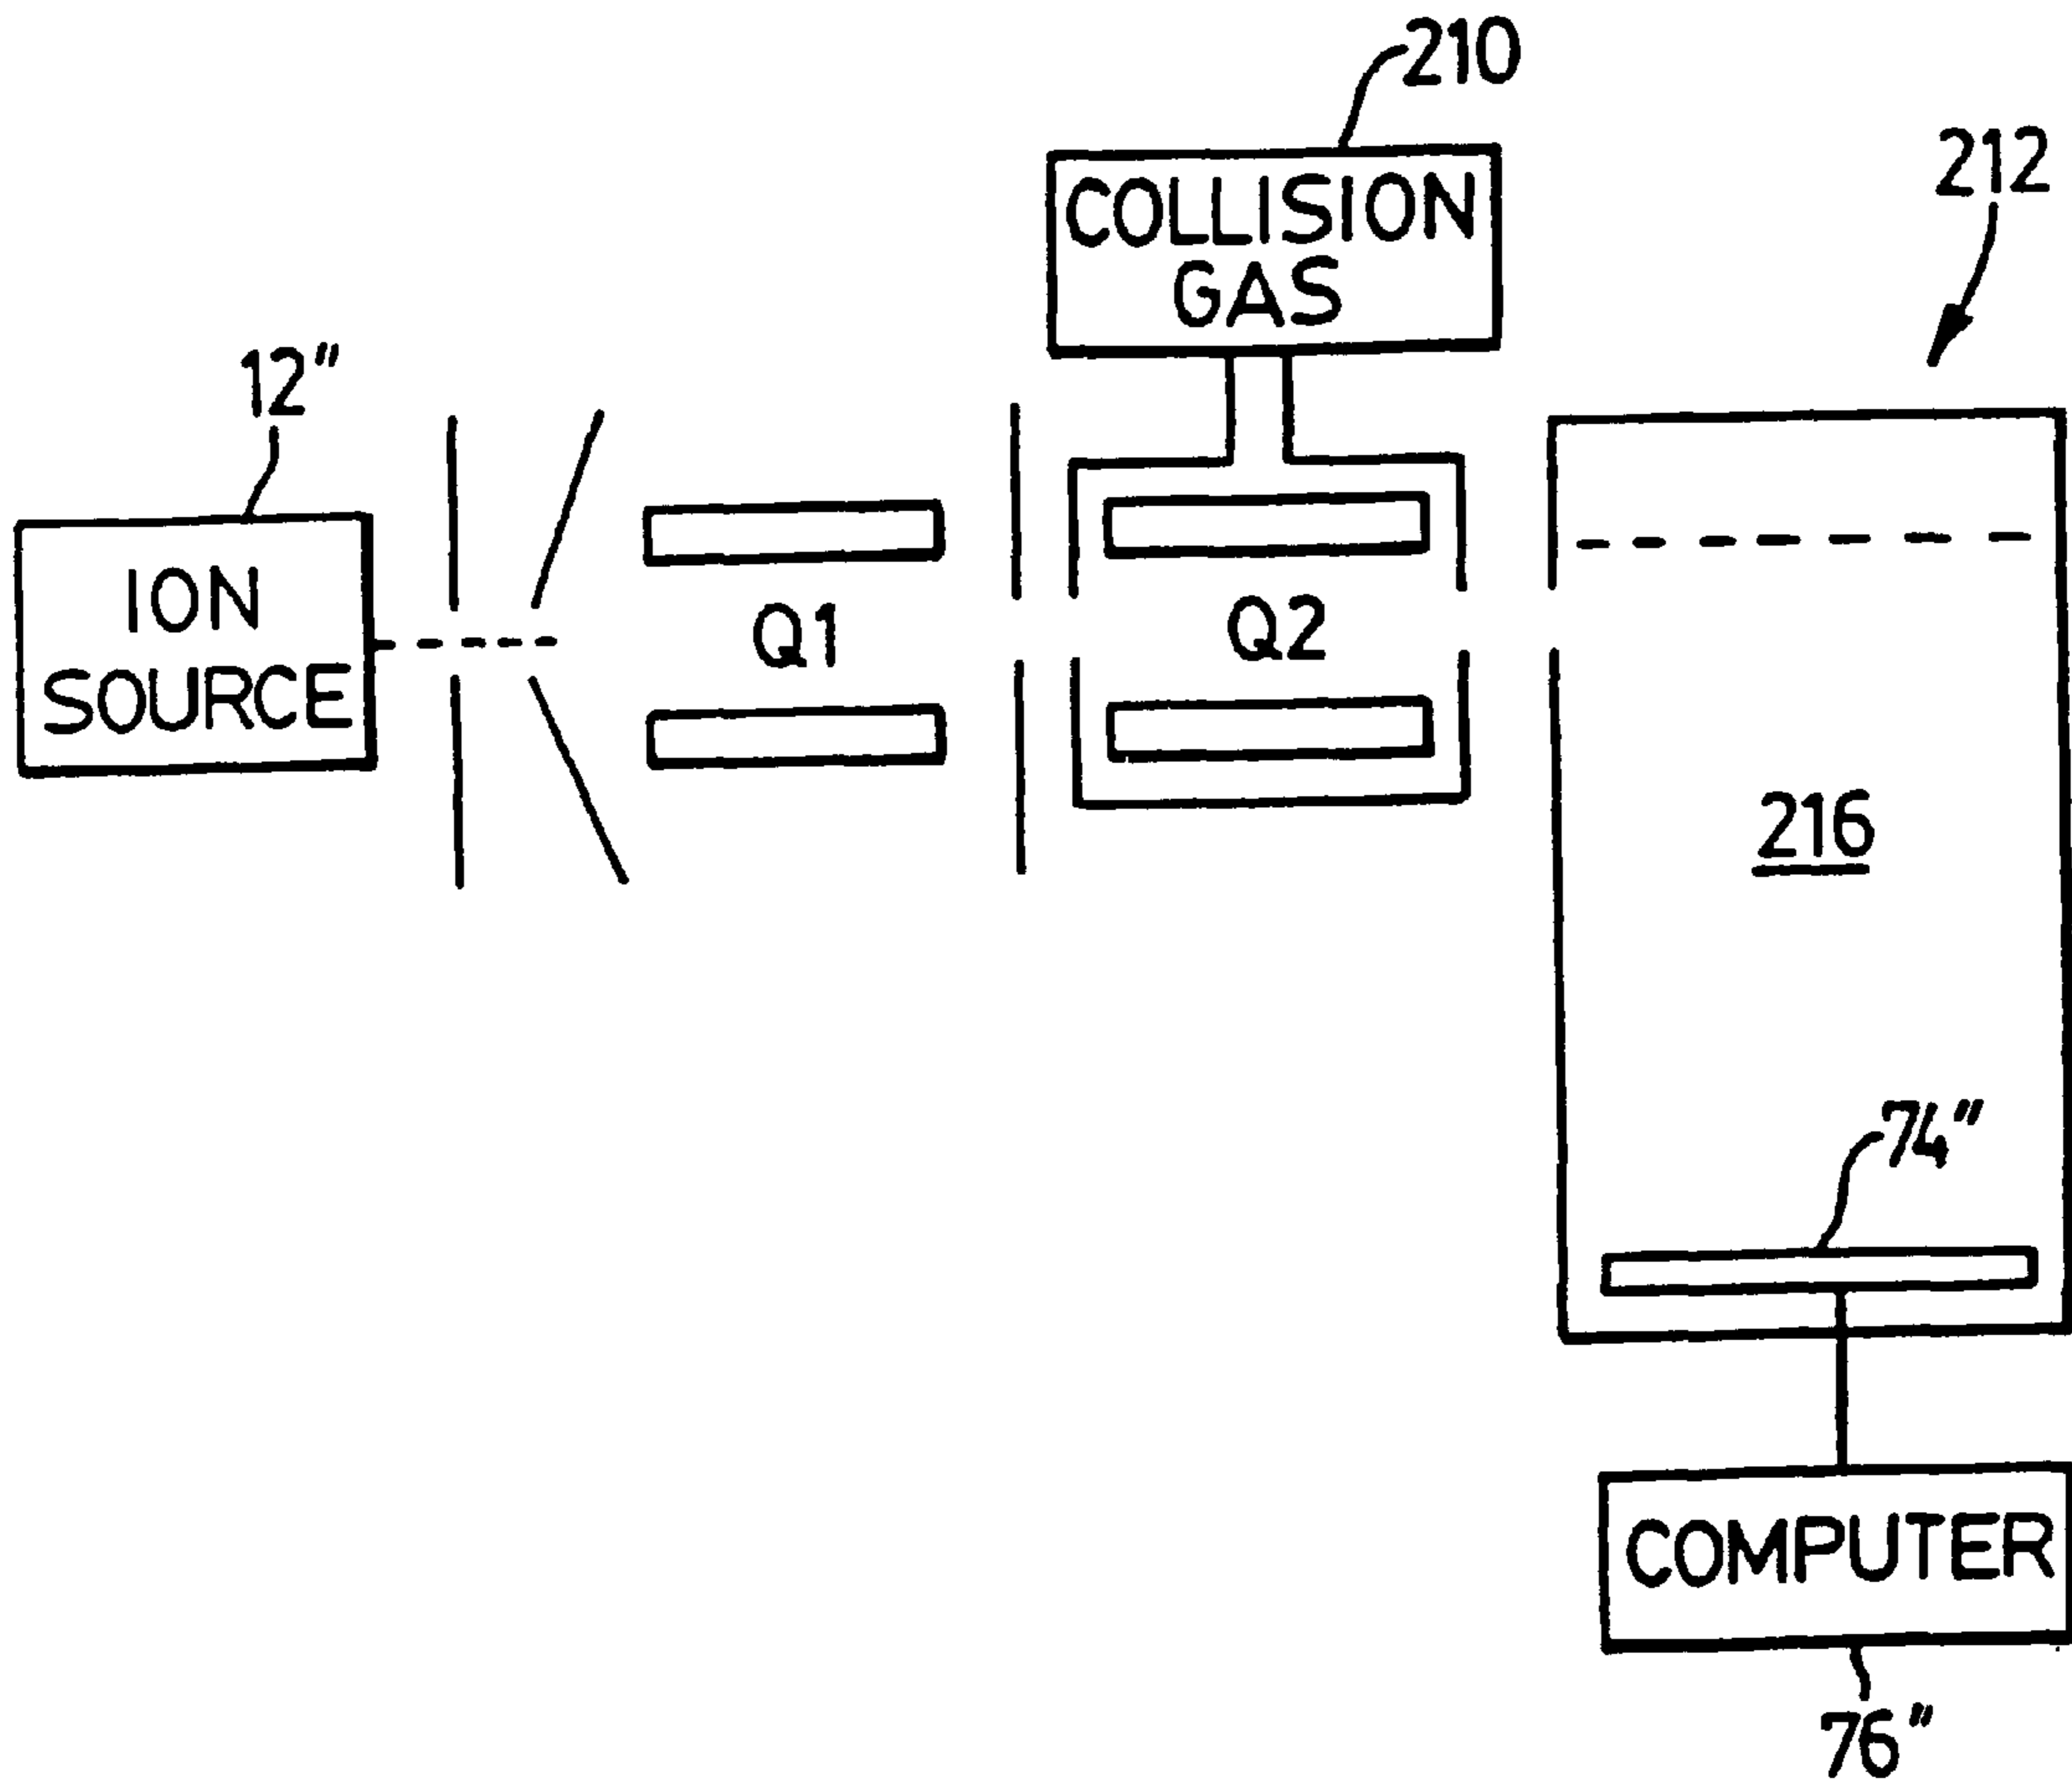 210
COLLISION
GAS
212
12"
ION
SOURCE
Q1
Q2
216
74"
COMPUTER
76"